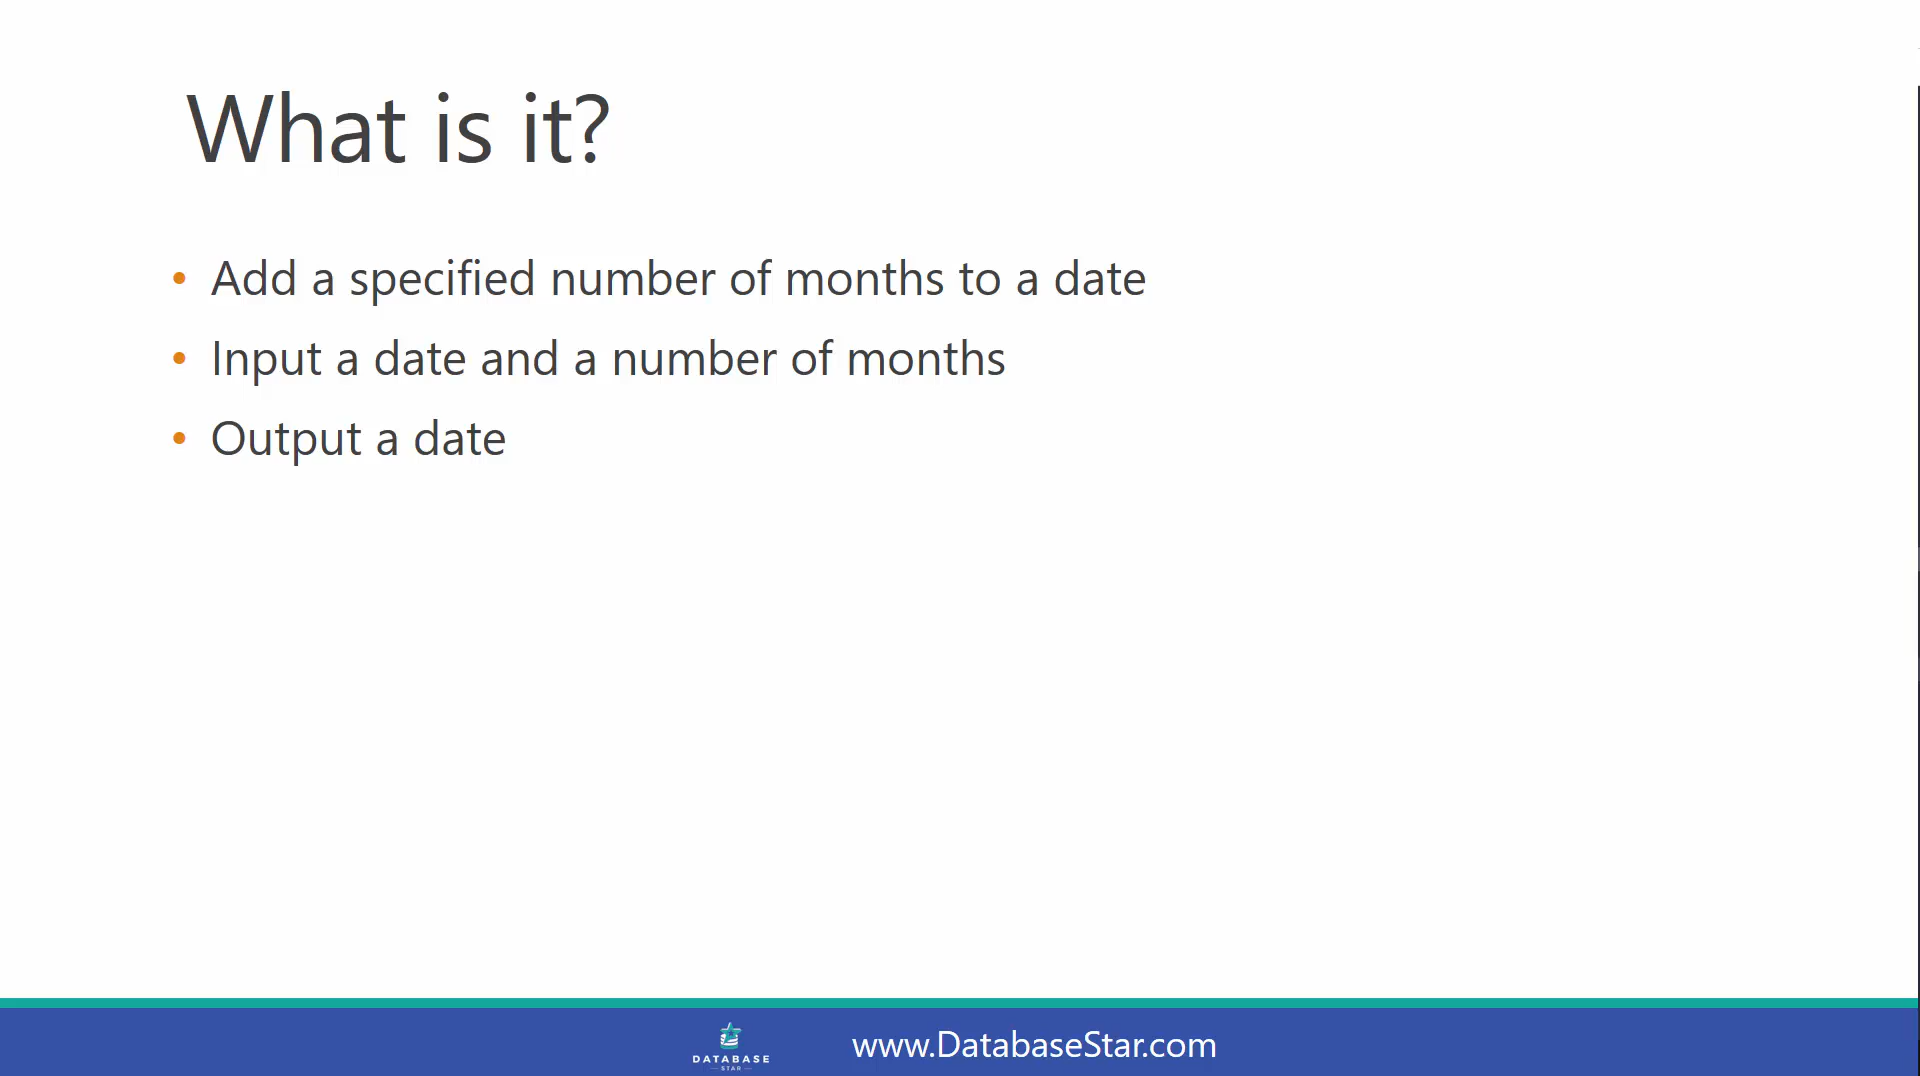 What is it?
• Add a specified number of months to a date
• Input a date and a number of months
• Output a date
DATABASE
STAR
www.DatabaseStar.com